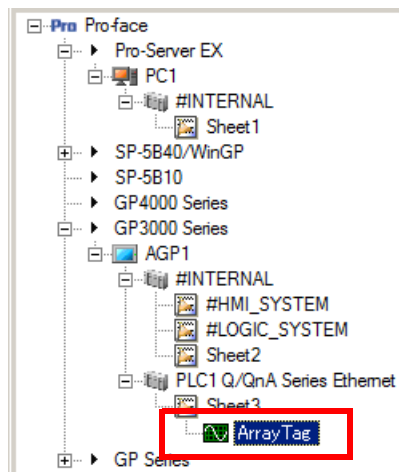 Pro Pro-face
Pro-Server EX
PC1
#INTERNAL
Sheet1
SP-5B40/WinGP
SP-5B10
GP4000 Series
GP3000 Series
AGP1
#INTERNAL
#HMI_SYSTEM
#LOGIC_SYSTEM
Sheet2
PLC1 Q/QnA Series Ethernet
Sheet3
ArrayTag
GP Series